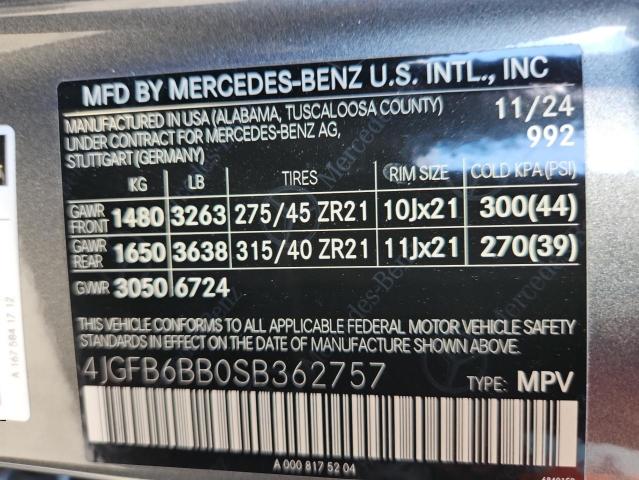 MFD BY MERCEDES-BENZ U.S. INTL., INC
MANUFACTURED IN USA (ALABAMA, TUSCALOOSA COUNTY) 11/24
UNDER CONTRACT FOR MERCEDES-BENZ AG, 992
STUTTGART (GERMANY)
KG LB TIRES RIM SIZE COLD KPA(PSI)
GAWR FRONT 1480 3263 275/45 ZR21 10Jx21 300(44)
GAWR REAR 1650 3638 315/40 ZR21 11Jx21 270(39)
GVWR 3050 6724
THIS VEHICLE CONFORMS TO ALL APPLICABLE FEDERAL MOTOR VEHICLE SAFETY
STANDARDS IN EFFECT ON THE DATE OF MANUFACTURE SHOWN ABOVE.
4JGFB6BB0SB362757 TYPE: MPV
A 000 817 52 04
A 167 584 17 12